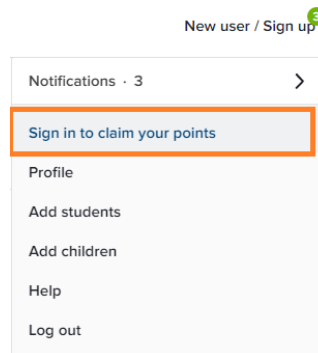 New user / Sign up
3
Notifications · 3
Sign in to claim your points
Profile
Add students
Add children
Help
Log out